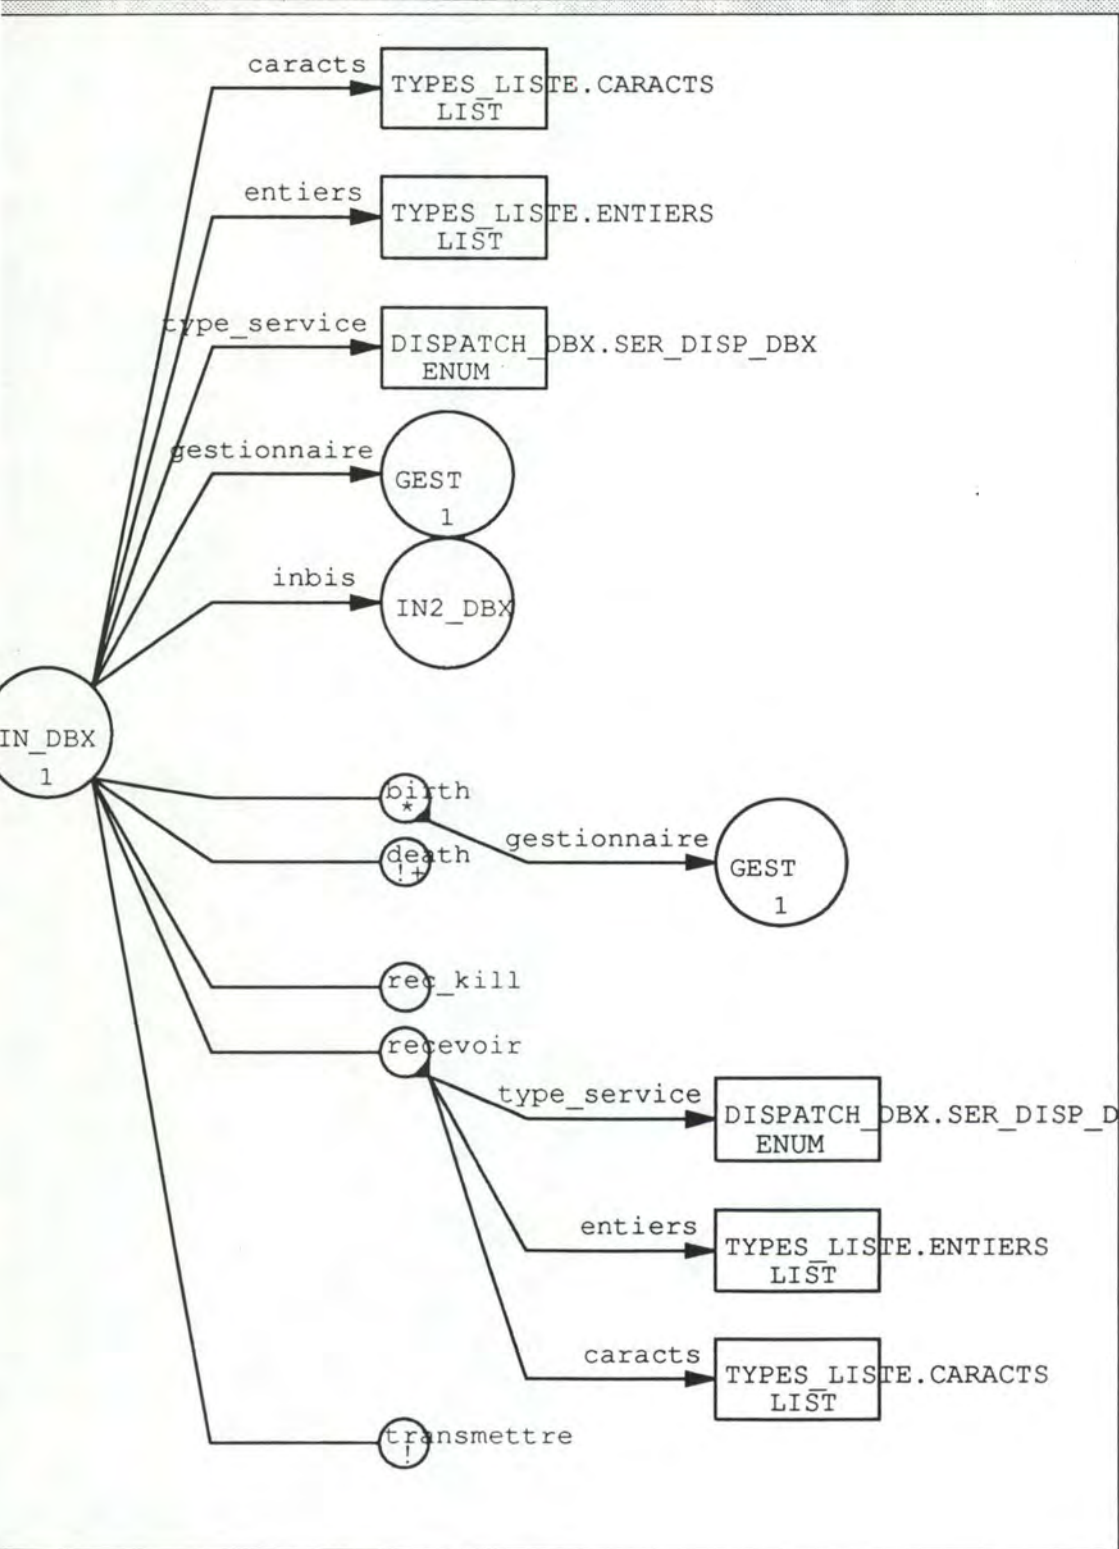 caracts
TYPES_LISTE.CARACTS
LIST
entiers
TYPES_LISTE.ENTIERS
LIST
type_service
DISPATCH_DBX.SER_DISP_DBX
ENUM
gestionnaire
GEST
1
inbis
IN2_DBX
IN_DBX
1
birth
*
gestionnaire
GEST
1
death
!+
rec_kill
recevoir
type_service
DISPATCH_DBX.SER_DISP_D
ENUM
entiers
TYPES_LISTE.ENTIERS
LIST
caracts
TYPES_LISTE.CARACTS
LIST
transmettre
!